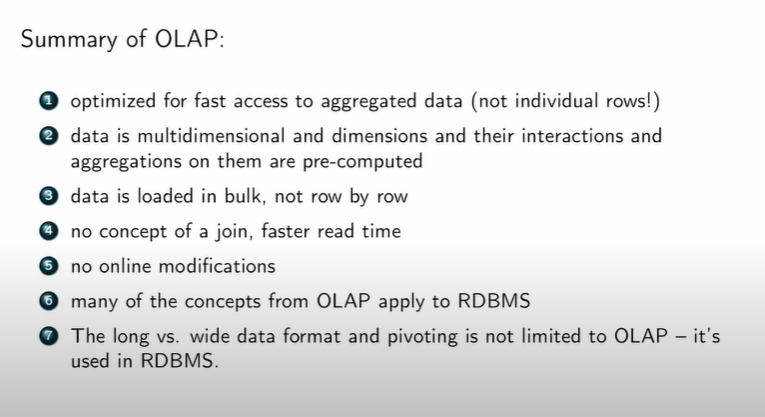 Summary of OLAP:
1 optimized for fast access to aggregated data (not individual rows!)
2 data is multidimensional and dimensions and their interactions and
aggregations on them are pre-computed
3 data is loaded in bulk, not row by row
4 no concept of a join, faster read time
5 no online modifications
6 many of the concepts from OLAP apply to RDBMS
7 The long vs. wide data format and pivoting is not limited to OLAP – it's
used in RDBMS.